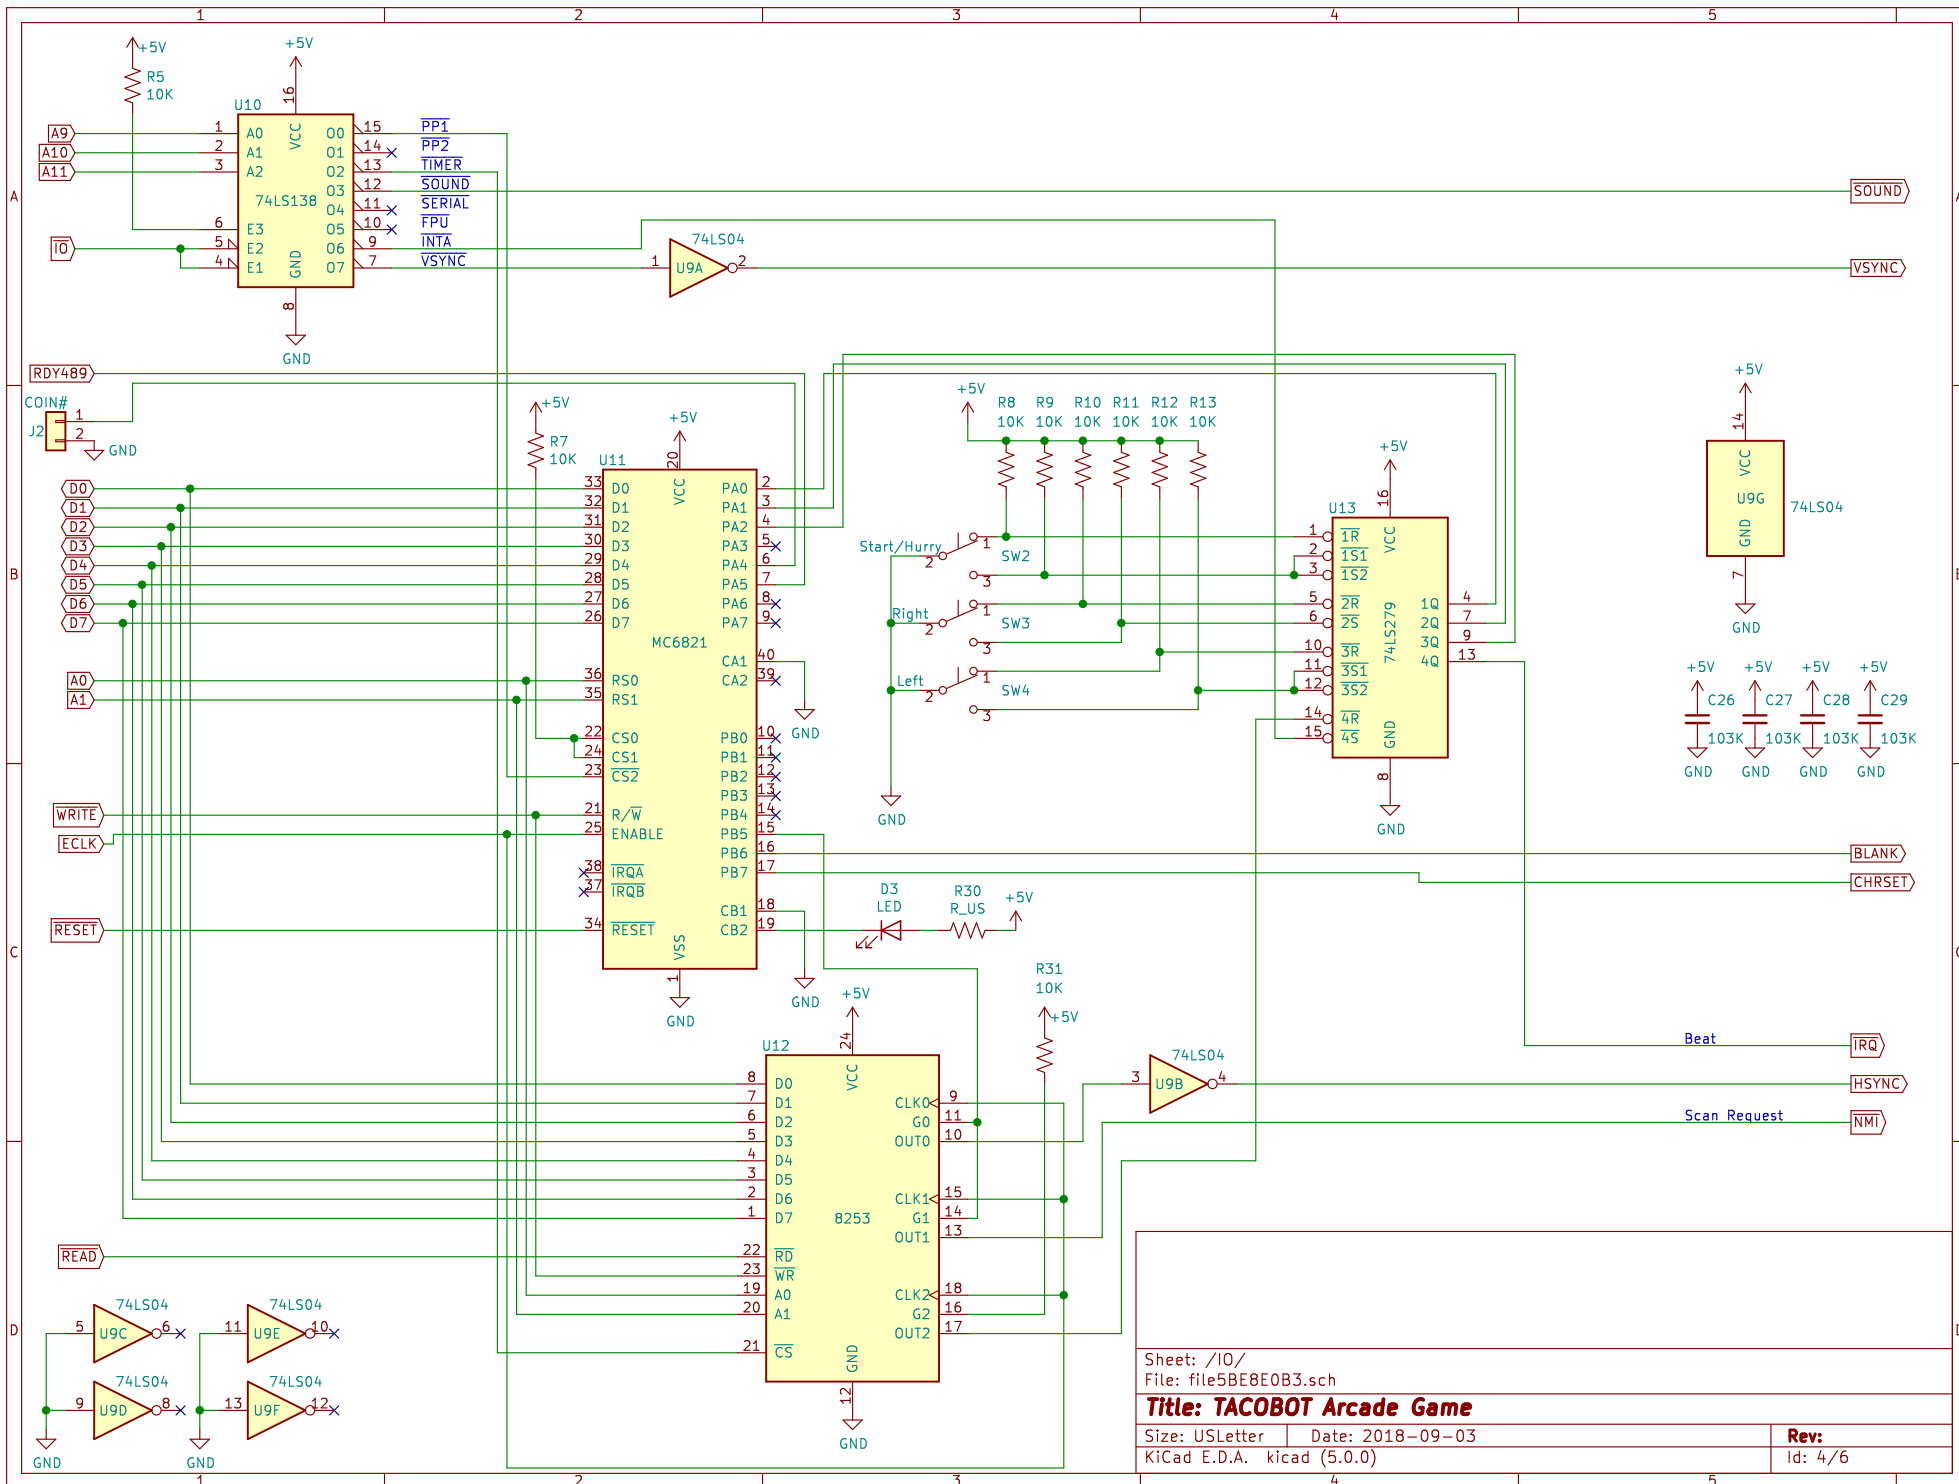 1 2 3 4 5
+5V
R5
10K
+5V
16
U10
VCC
GND
74LS138
A9 1 A0 O0 15 PP1
A10 2 A1 O1 14 PP2
A11 3 A2 O2 13 TIMER
O3 12 SOUND SOUND
O4 11 SERIAL
6 E3 O5 10 FPU
IO 5 E2 O6 9 INTA
4 E1 O7 7 VSYNC
8
GND
74LS04
1 U9A 2 VSYNC
A
RDY489
COIN#
J2
1
2
GND
+5V
R7
10K
+5V
20
U11
VCC
MC6821
D0 33 D0 PA0 2
D1 32 D1 PA1 3
D2 31 D2 PA2 4
D3 30 D3 PA3 5
D4 29 D4 PA4 6
D5 28 D5 PA5 7
D6 27 D6 PA6 8
D7 26 D7 PA7 9
CA1 40
A0 36 RS0 CA2 39
A1 35 RS1
GND
22 CS0 PB0 10
24 CS1 PB1 11
23 CS2 PB2 12
PB3 13
WRITE 21 R/W PB4 14
ECLK 25 ENABLE PB5 15
PB6 16 BLANK
38 IRQA PB7 17 CHRSET
37 IRQB
CB1 18
RESET 34 RESET CB2 19
VSS
1
GND
GND
D3
LED
R30
R_US
+5V
B
+5V
R8 R9 R10 R11 R12 R13
10K 10K 10K 10K 10K 10K
Start/Hurry 2 1 3 SW2
Right 2 1 3 SW3
Left 2 1 3 SW4
GND
+5V
16
U13
VCC
74LS279
1 1R
2 1S1
3 1S2
5 2R 1Q 4
6 2S 2Q 7
10 3R 3Q 9
11 3S1 4Q 13
12 3S2
14 4R
15 4S
GND
8
GND
+5V
14
VCC
U9G
74LS04
GND
7
GND
+5V +5V +5V +5V
C26 C27 C28 C29
103K 103K 103K 103K
GND GND GND GND
C
+5V
24
U12
VCC
8253
8 D0
7 D1 CLK0 9
6 D2 G0 11
5 D3 OUT0 10
4 D4
3 D5
2 D6 CLK1 15
1 D7 G1 14
OUT1 13
READ 22 RD
23 WR
19 A0 CLK2 18
20 A1 G2 16
OUT2 17
21 CS
GND
12
GND
R31
10K
+5V
74LS04
3 U9B 4 HSYNC
Beat IRQ
Scan Request NMI
D
74LS04
5 U9C 6
74LS04
11 U9E 10
74LS04
9 U9D 8
74LS04
13 U9F 12
GND
GND
Sheet: /IO/
File: file5BE8E0B3.sch
Title: TACOBOT Arcade Game
Size: USLetter Date: 2018-09-03 Rev:
KiCad E.D.A. kicad (5.0.0) Id: 4/6
1 2 3 4 5